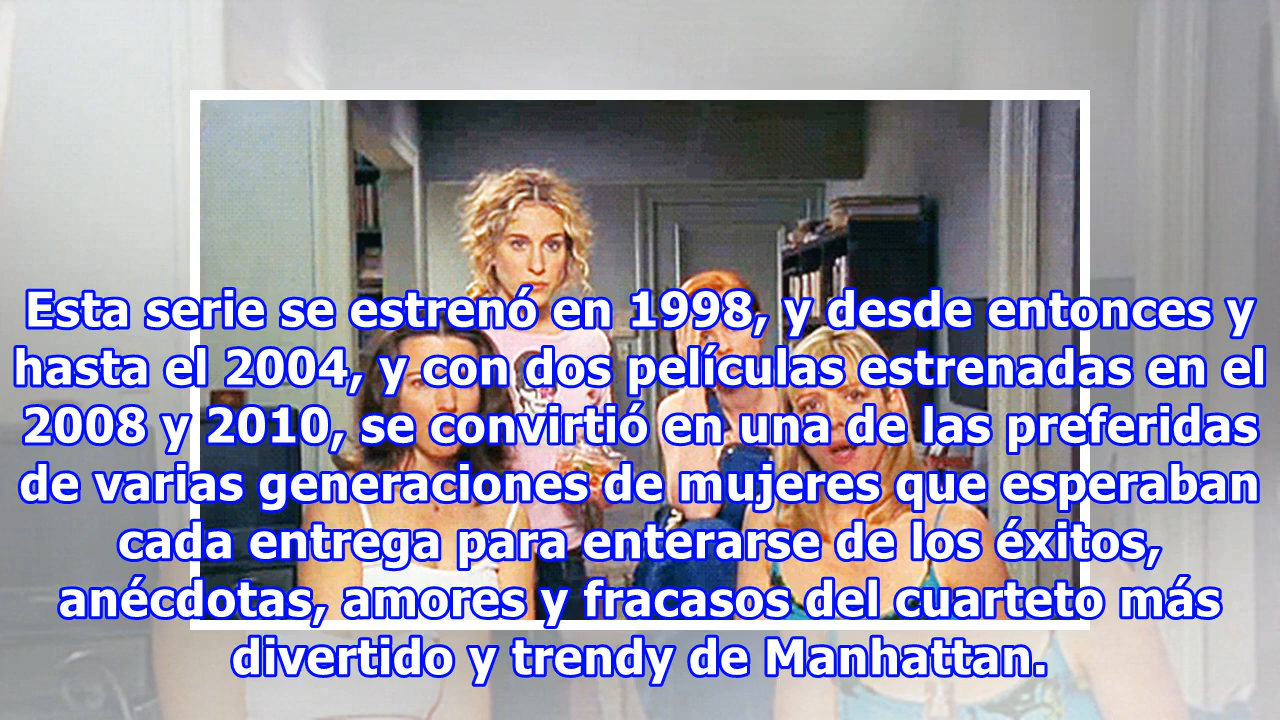 Esta serie se estrenó en 1998, y desde entonces y
hasta el 2004, y con dos películas estrenadas en el
2008 y 2010, se convirtió en una de las preferidas
de varias generaciones de mujeres que esperaban
cada entrega para enterarse de los éxitos,
anécdotas, amores y fracasos del cuarteto más
divertido y trendy de Manhattan.